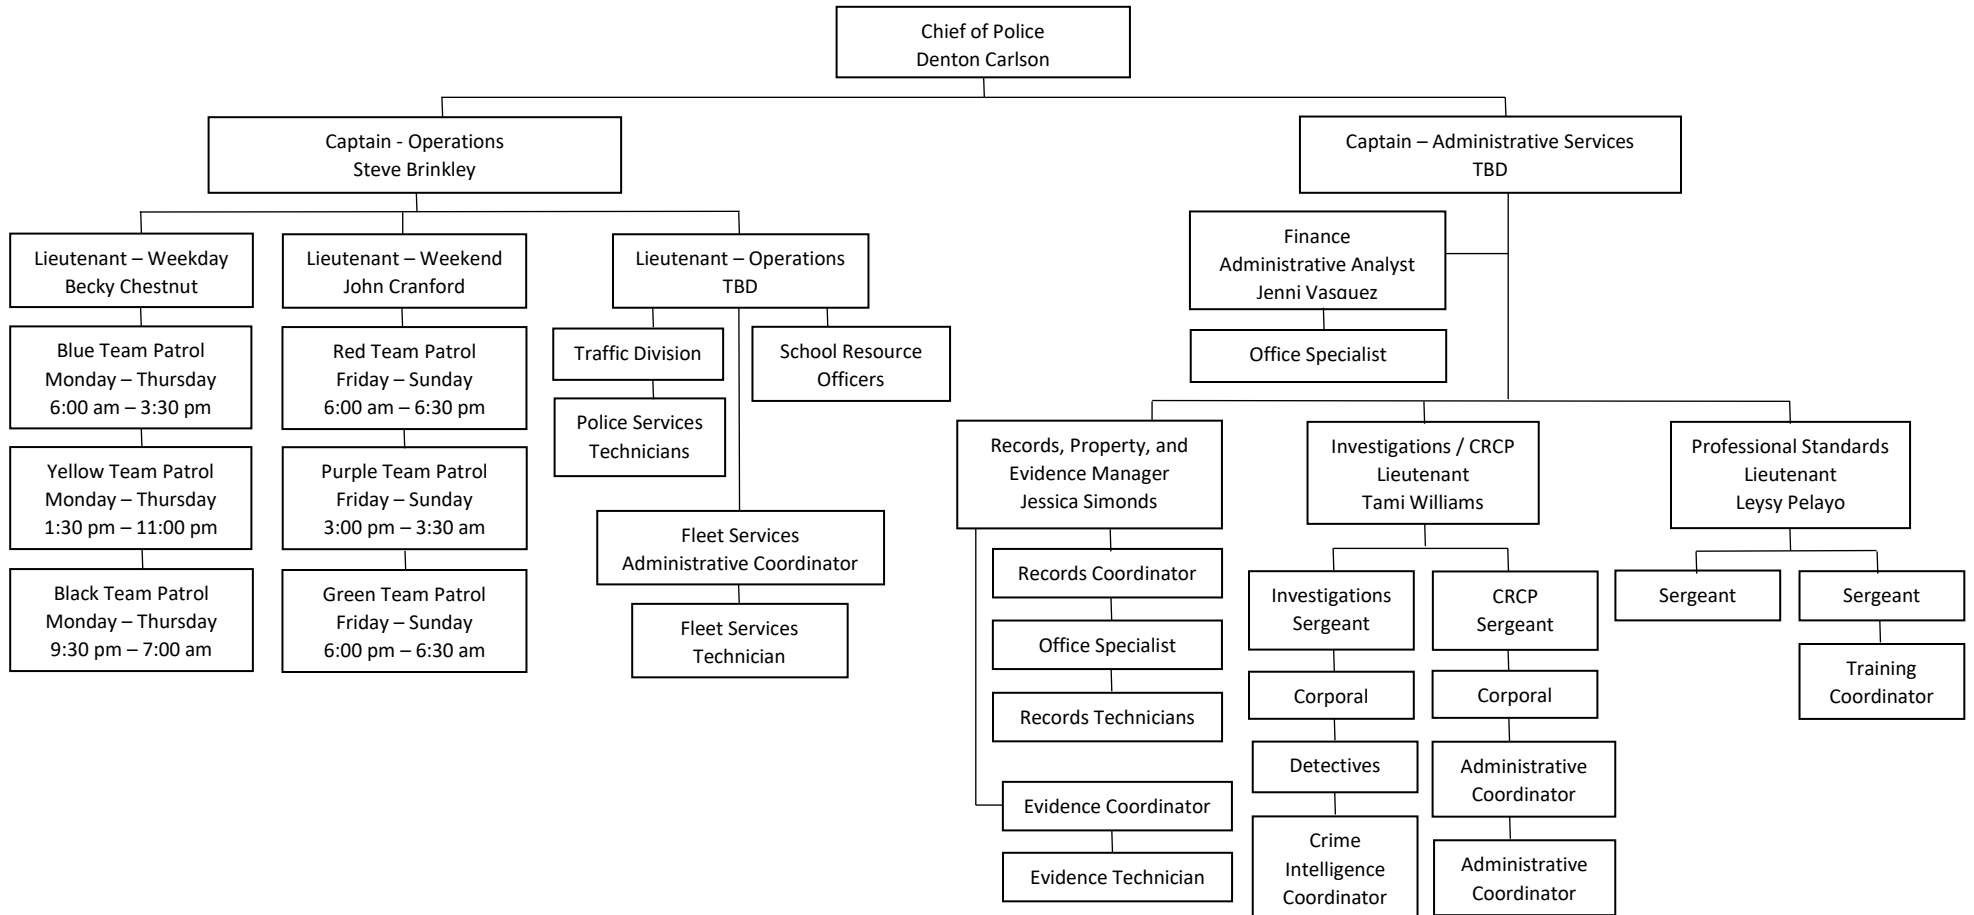 Chief of Police
Denton Carlson
Captain - Operations
Steve Brinkley
Captain – Administrative Services
TBD
Lieutenant – Weekday
Becky Chestnut
Blue Team Patrol
Monday – Thursday
6:00 am – 3:30 pm
Yellow Team Patrol
Monday – Thursday
1:30 pm – 11:00 pm
Black Team Patrol
Monday – Thursday
9:30 pm – 7:00 am
Lieutenant – Weekend
John Cranford
Red Team Patrol
Friday – Sunday
6:00 am – 6:30 pm
Purple Team Patrol
Friday – Sunday
3:00 pm – 3:30 am
Green Team Patrol
Friday – Sunday
6:00 pm – 6:30 am
Lieutenant – Operations
TBD
Traffic Division
Police Services
Technicians
School Resource
Officers
Fleet Services
Administrative Coordinator
Fleet Services
Technician
Finance
Administrative Analyst
Jenni Vasquez
Office Specialist
Records, Property, and
Evidence Manager
Jessica Simonds
Records Coordinator
Office Specialist
Records Technicians
Evidence Coordinator
Evidence Technician
Investigations / CRCP
Lieutenant
Tami Williams
Investigations
Sergeant
Corporal
Detectives
Crime
Intelligence
Coordinator
CRCP
Sergeant
Corporal
Administrative
Coordinator
Administrative
Coordinator
Professional Standards
Lieutenant
Leysy Pelayo
Sergeant
Sergeant
Training
Coordinator